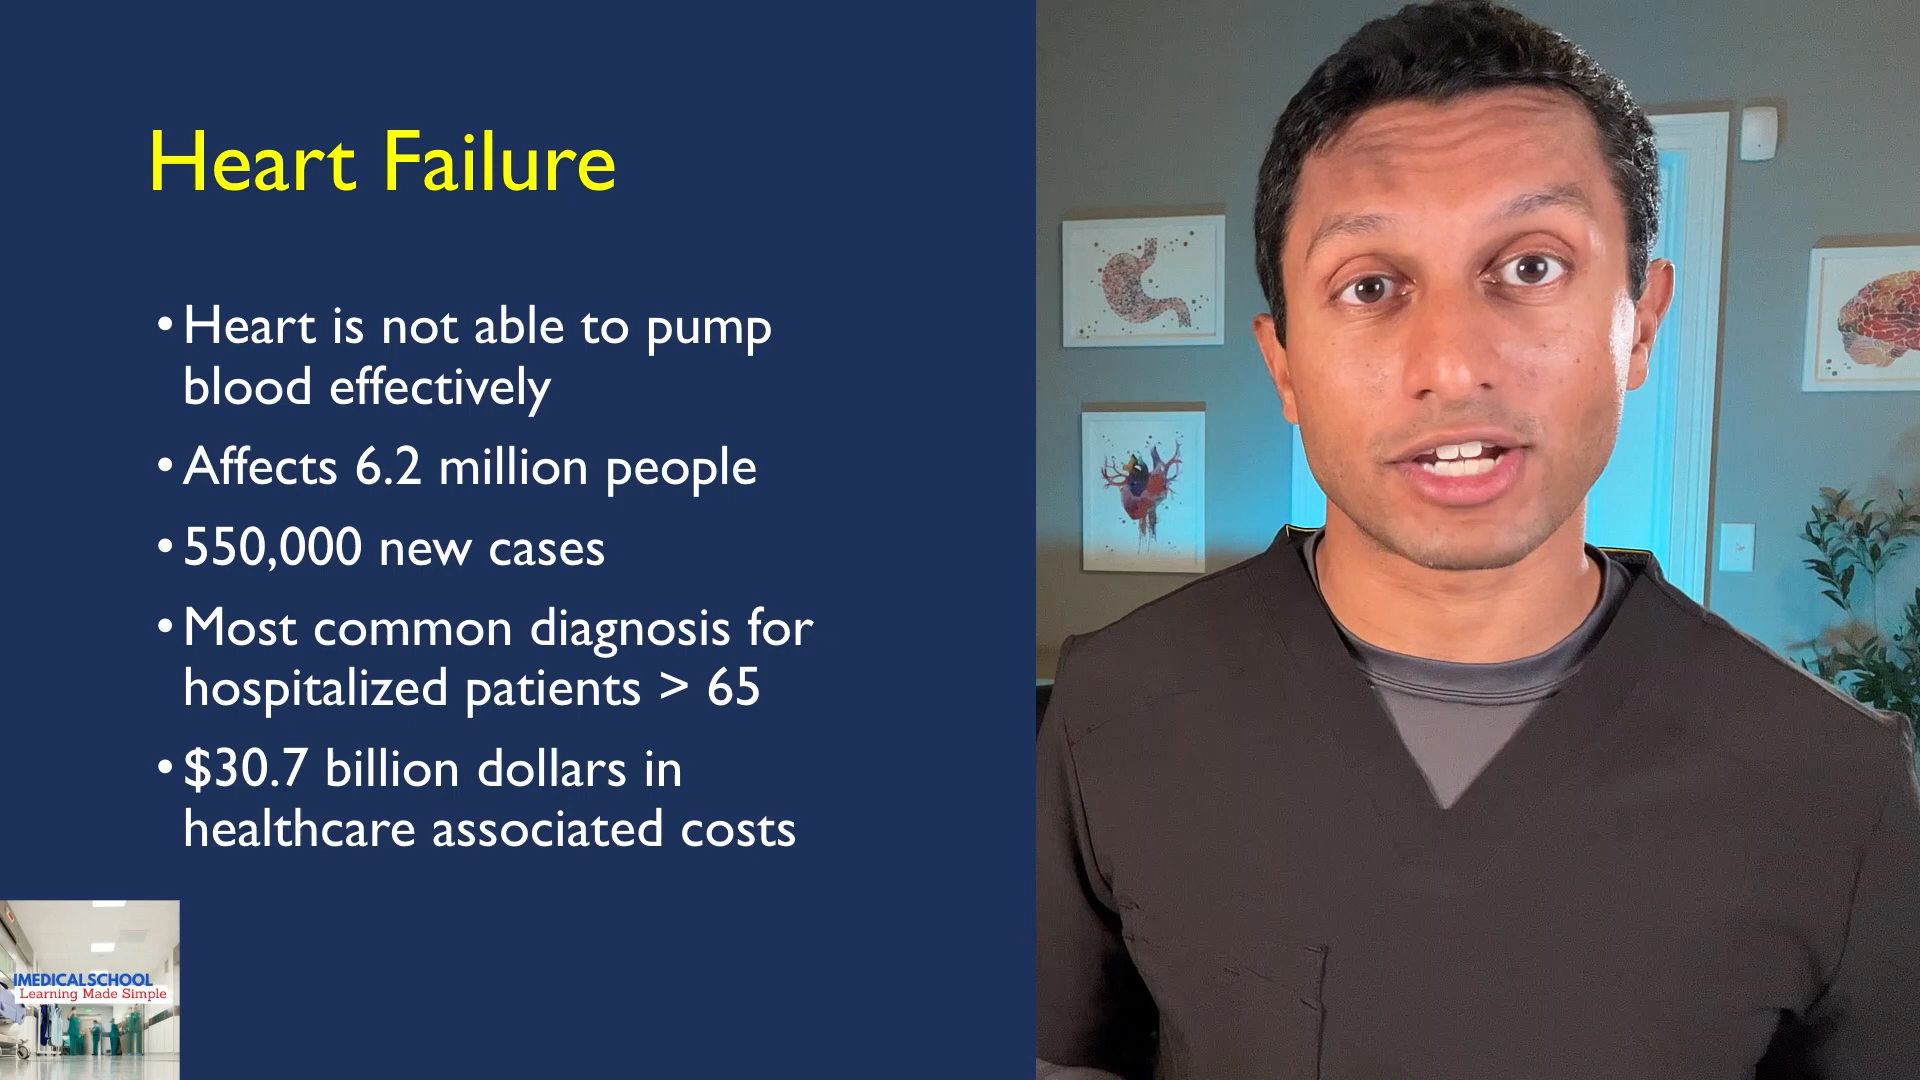 Heart Failure
• Heart is not able to pump
blood effectively
• Affects 6.2 million people
• 550,000 new cases
• Most common diagnosis for
hospitalized patients > 65
• $30.7 billion dollars in
healthcare associated costs
IMEDICALSCHOOL
Learning Made Simple